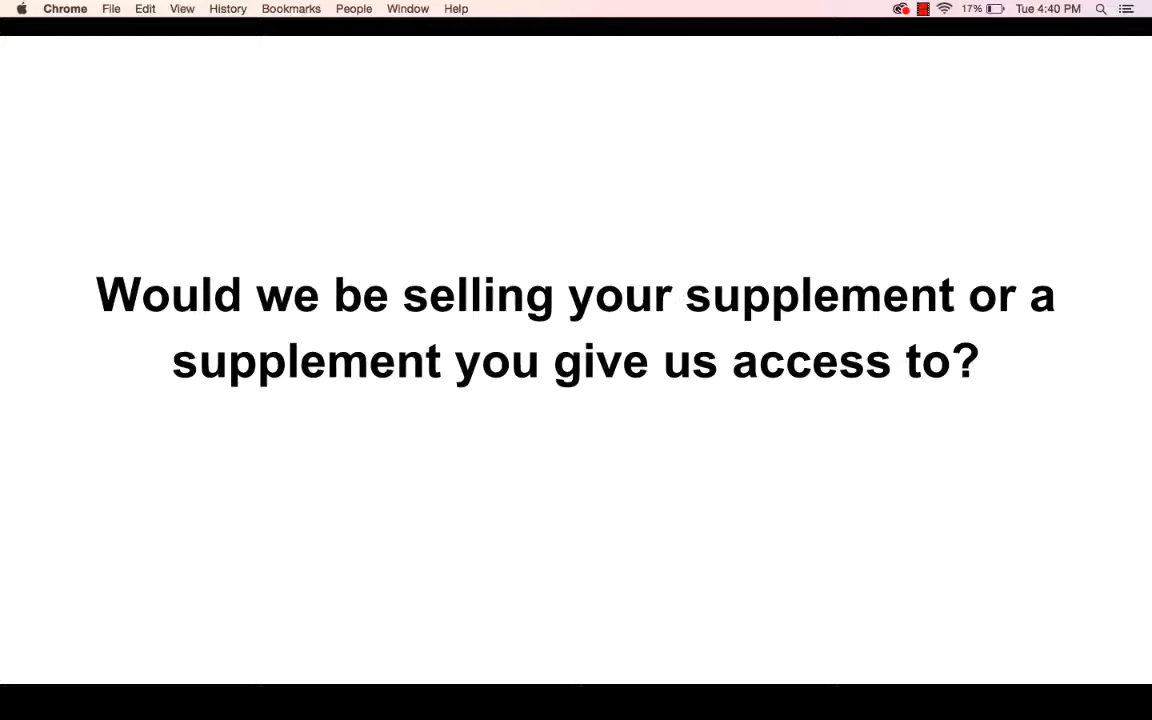 Chrome File Edit View History Bookmarks People Window Help 17% Tue 4:40 PM
Would we be selling your supplement or a
supplement you give us access to?